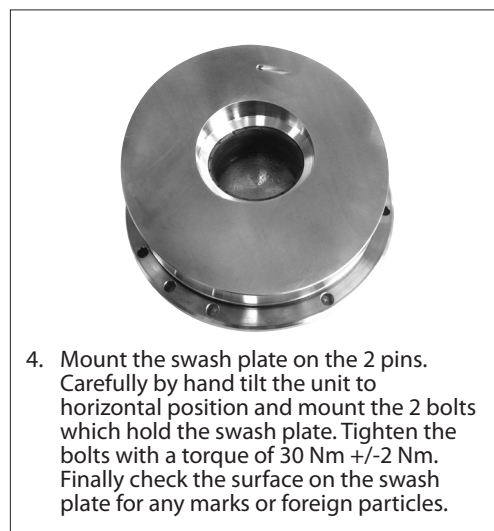 4. Mount the swash plate on the 2 pins.
Carefully by hand tilt the unit to
horizontal position and mount the 2 bolts
which hold the swash plate. Tighten the
bolts with a torque of 30 Nm +/-2 Nm.
Finally check the surface on the swash
plate for any marks or foreign particles.